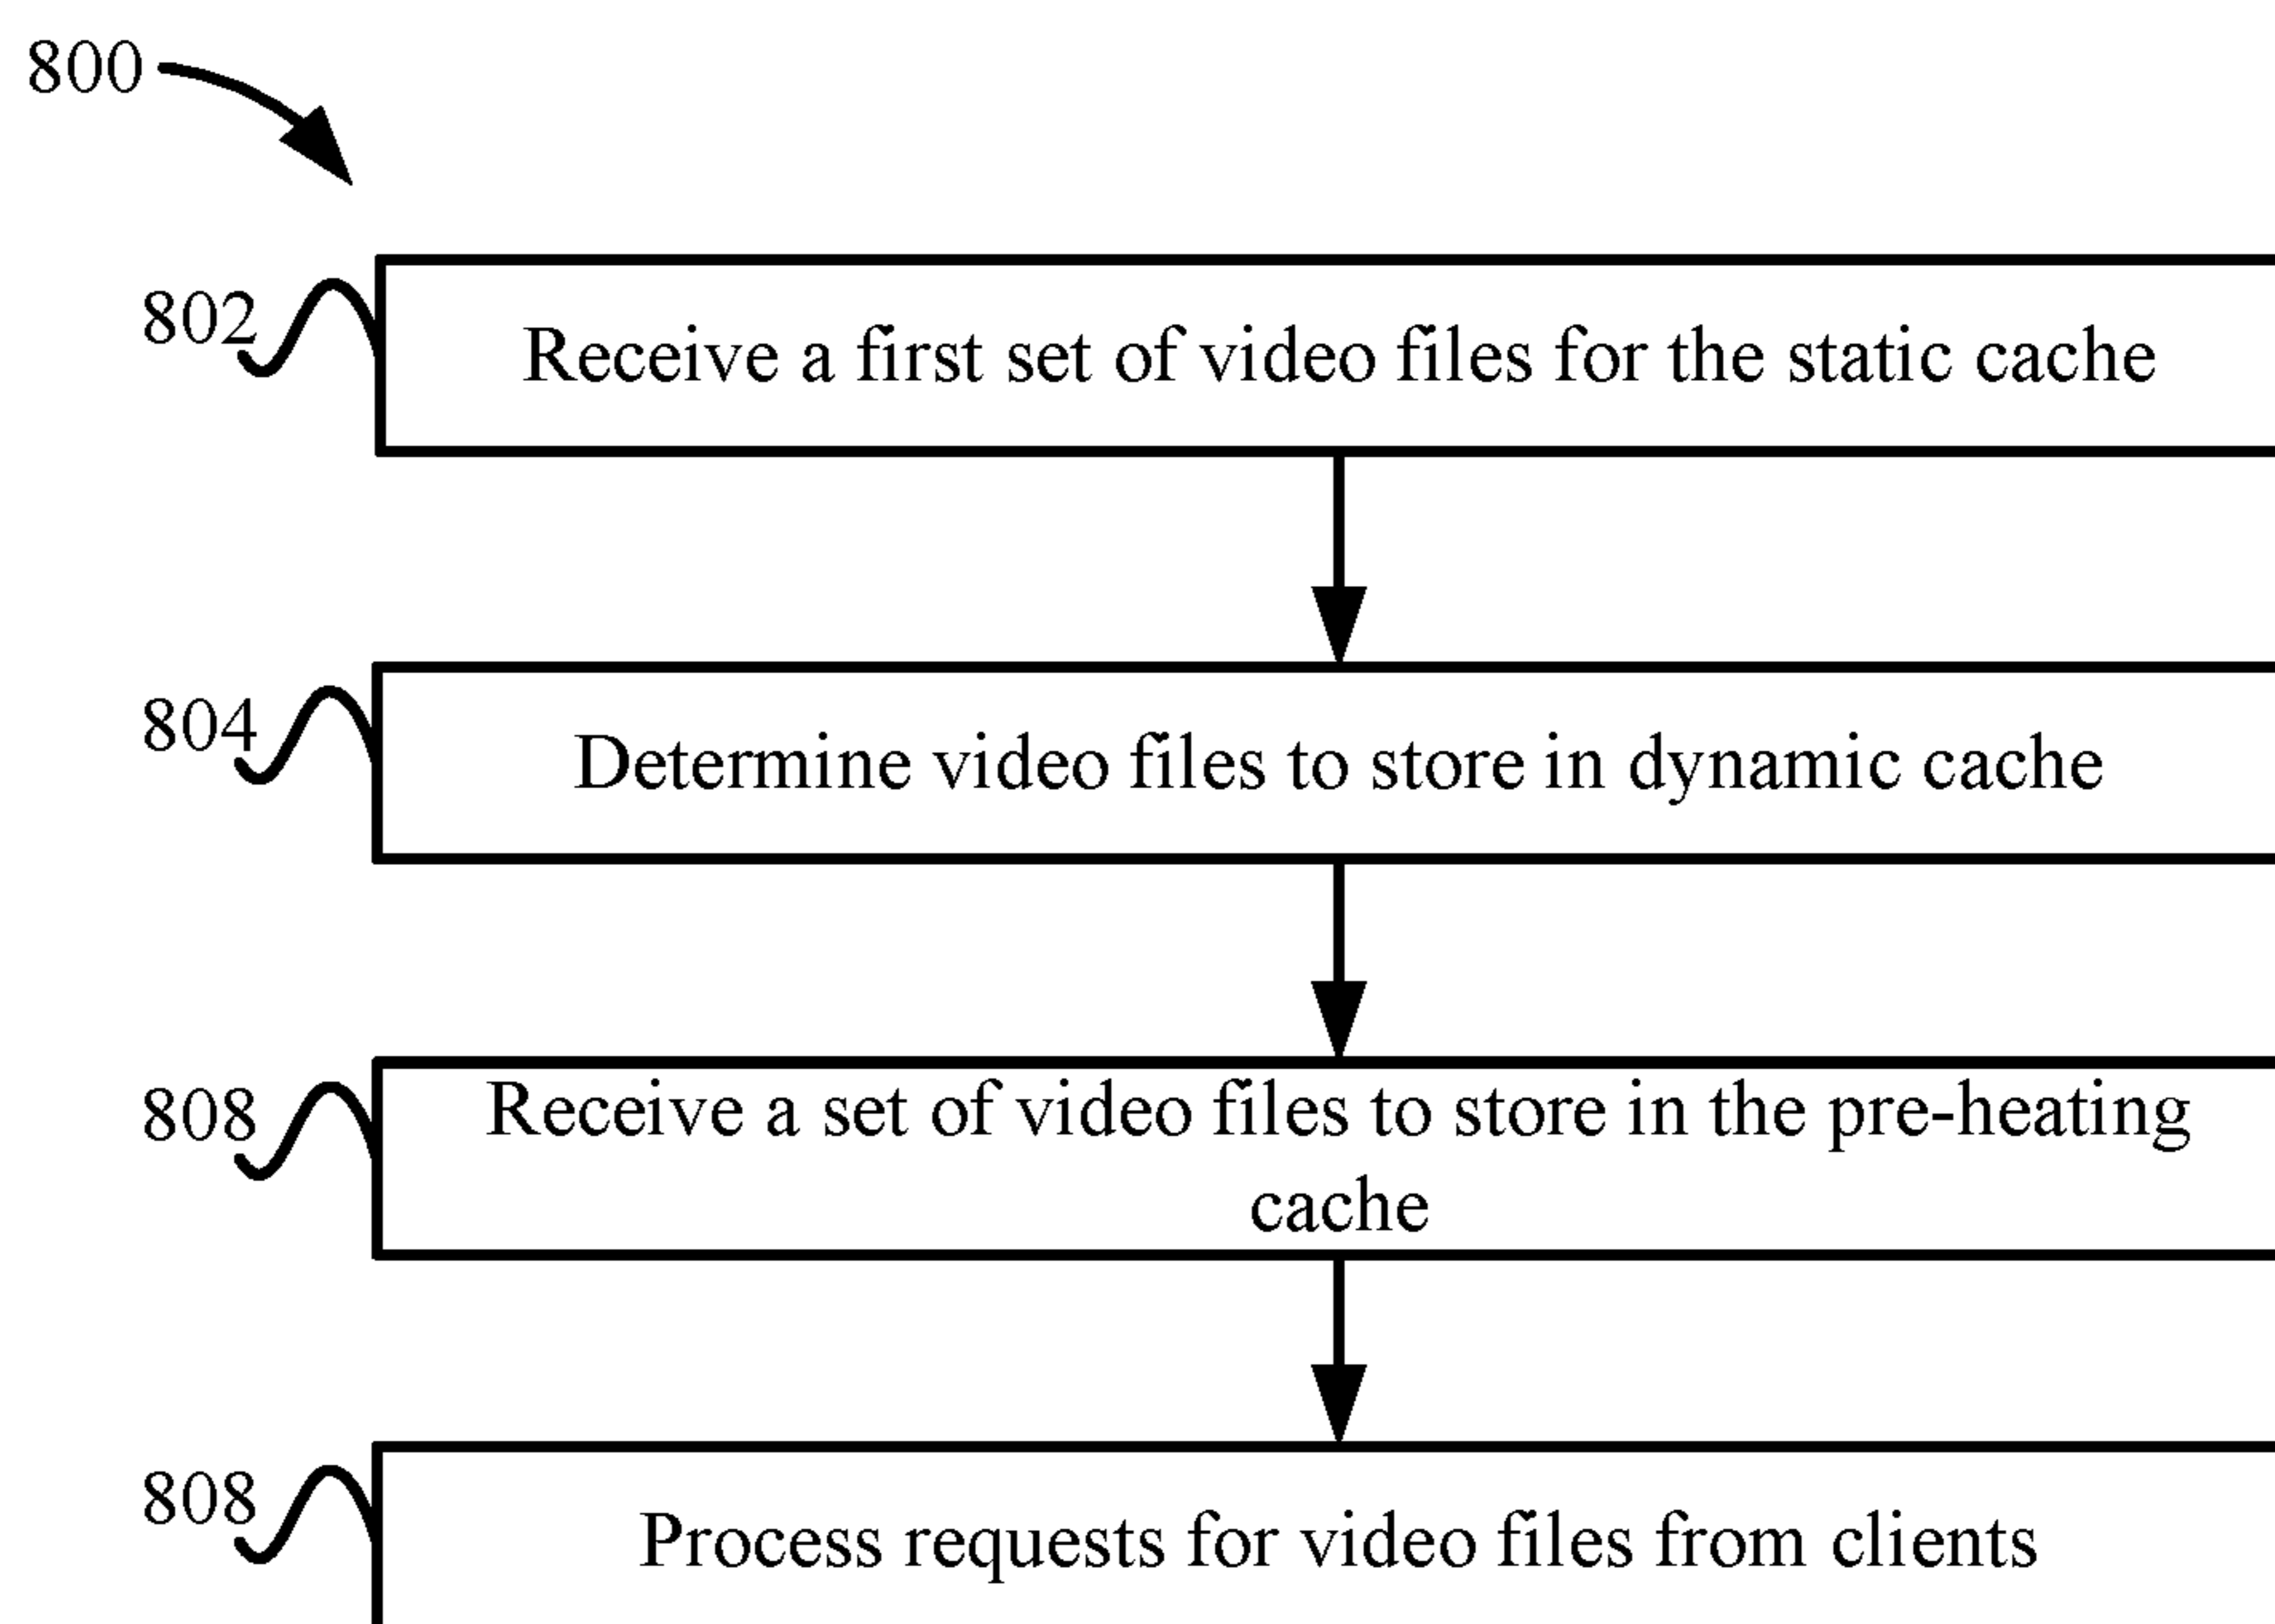 800
802
Receive a first set of video files for the static cache
804
Determine video files to store in dynamic cache
808
Receive a set of video files to store in the pre-heating
cache
808
Process requests for video files from clients